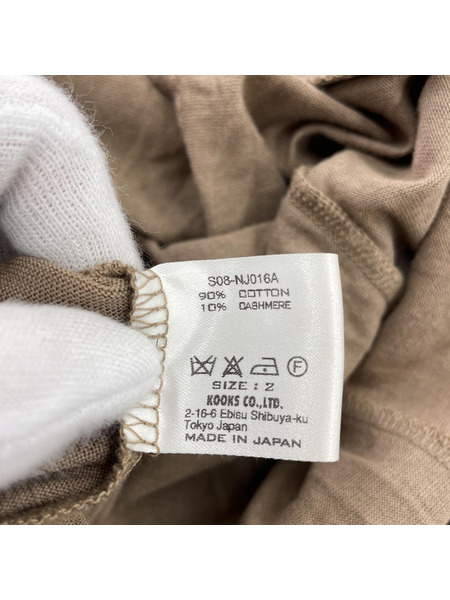 S08-NJ016A
90% COTTON
10% CASHMERE
F
SIZE : 2
KOOKS CO.,LTD.
2-16-6 Ebisu Shibuya-ku
Tokyo Japan
MADE IN JAPAN